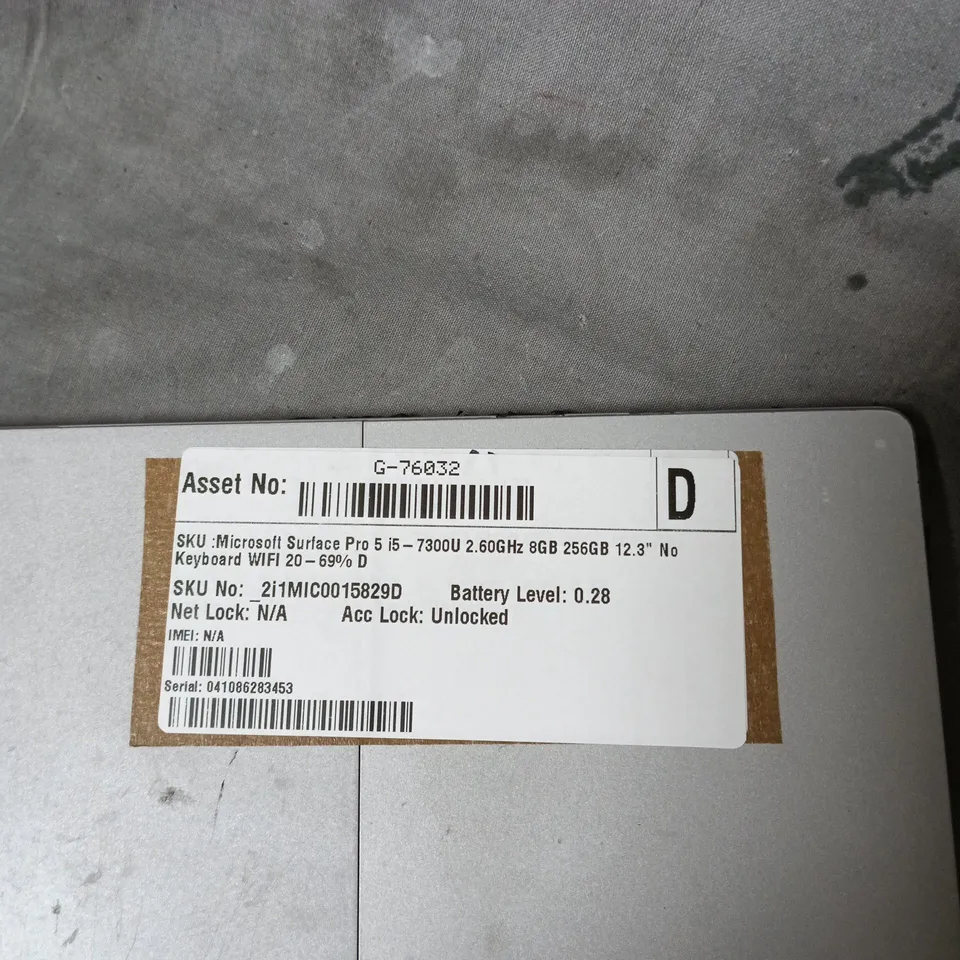 G-76032
Asset No:
D
SKU :Microsoft Surface Pro 5 i5-7300U 2.60GHz 8GB 256GB 12.3" No
Keyboard WIFI 20-69% D
SKU No: _2i1MIC0015829D Battery Level: 0.28
Net Lock: N/A Acc Lock: Unlocked
IMEI: N/A
Serial: 041086283453